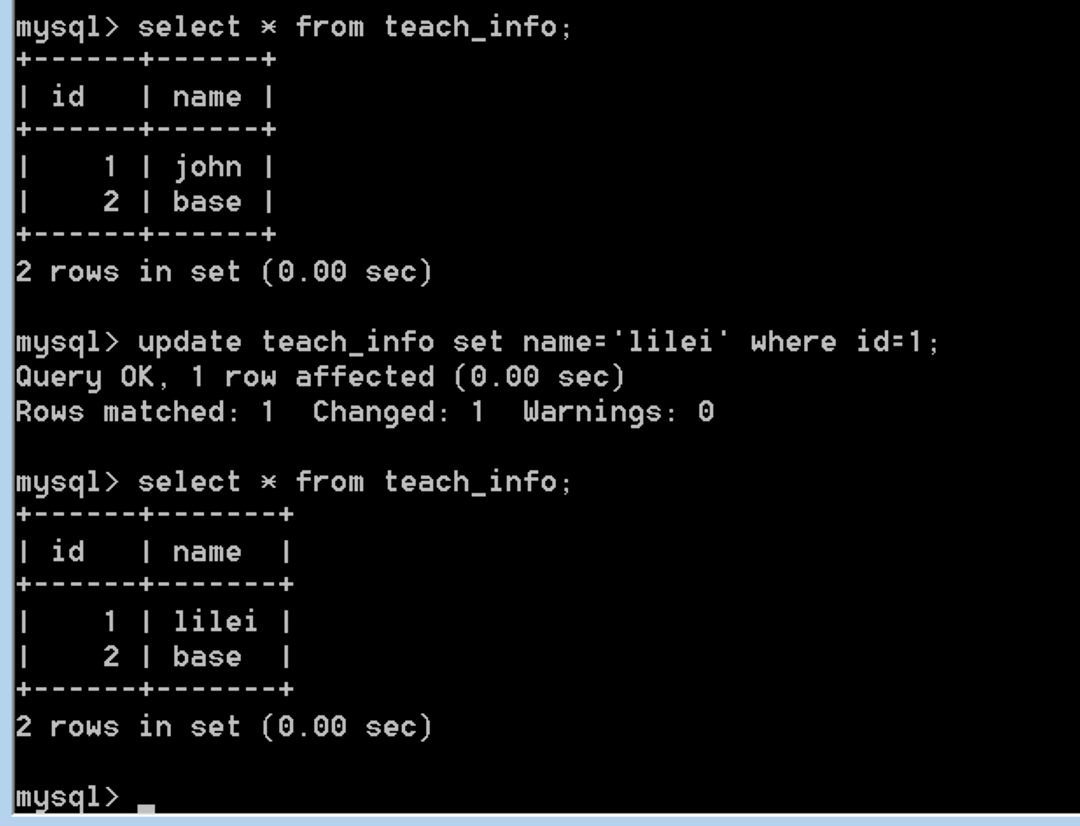 mysql> select * from teach_info;
+------+------+
| id   | name |
+------+------+
|    1 | john |
|    2 | base |
+------+------+
2 rows in set (0.00 sec)
mysql> update teach_info set name='lilei' where id=1;
Query OK, 1 row affected (0.00 sec)
Rows matched: 1  Changed: 1  Warnings: 0
mysql> select * from teach_info;
+------+-------+
| id   | name  |
+------+-------+
|    1 | lilei |
|    2 | base  |
+------+-------+
2 rows in set (0.00 sec)
mysql> _